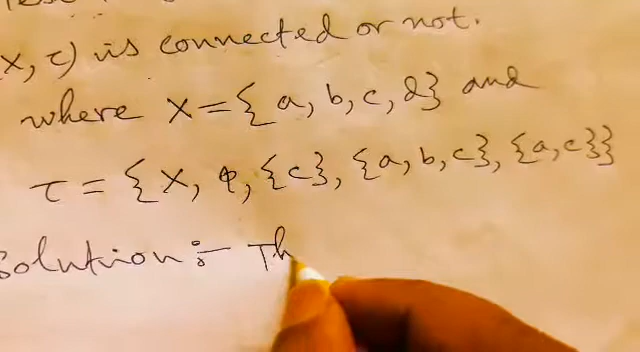 x, τ) is connected or not.
where X = {a, b, c, d} and
τ = {X, φ, {c}, {a, b, c}, {a, c}}
Solution :- Th